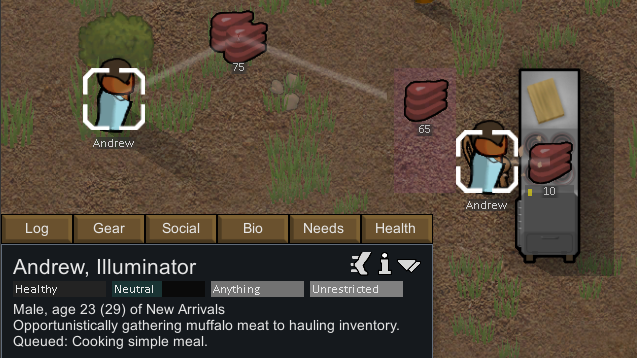 75
65
Andrew
10
Andrew
Log Gear Social Bio Needs Health
Andrew, Illuminator
Healthy Neutral Anything Unrestricted
Male, age 23 (29) of New Arrivals
Opportunistically gathering muffalo meat to hauling inventory.
Queued: Cooking simple meal.